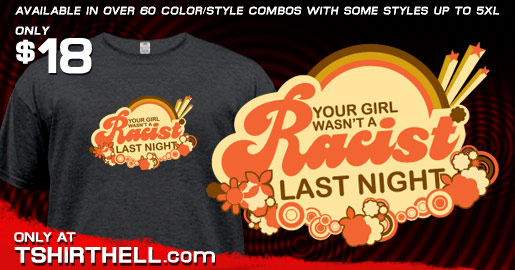 AVAILABLE IN OVER 60 COLOR/STYLE COMBOS WITH SOME STYLES UP TO 5XL
ONLY
$18
YOUR GIRL
WASN'T A
Racist
LAST NIGHT
YOUR GIRL
WASN'T A
Racist
LAST NIGHT
ONLY AT
TSHIRTHELL.com